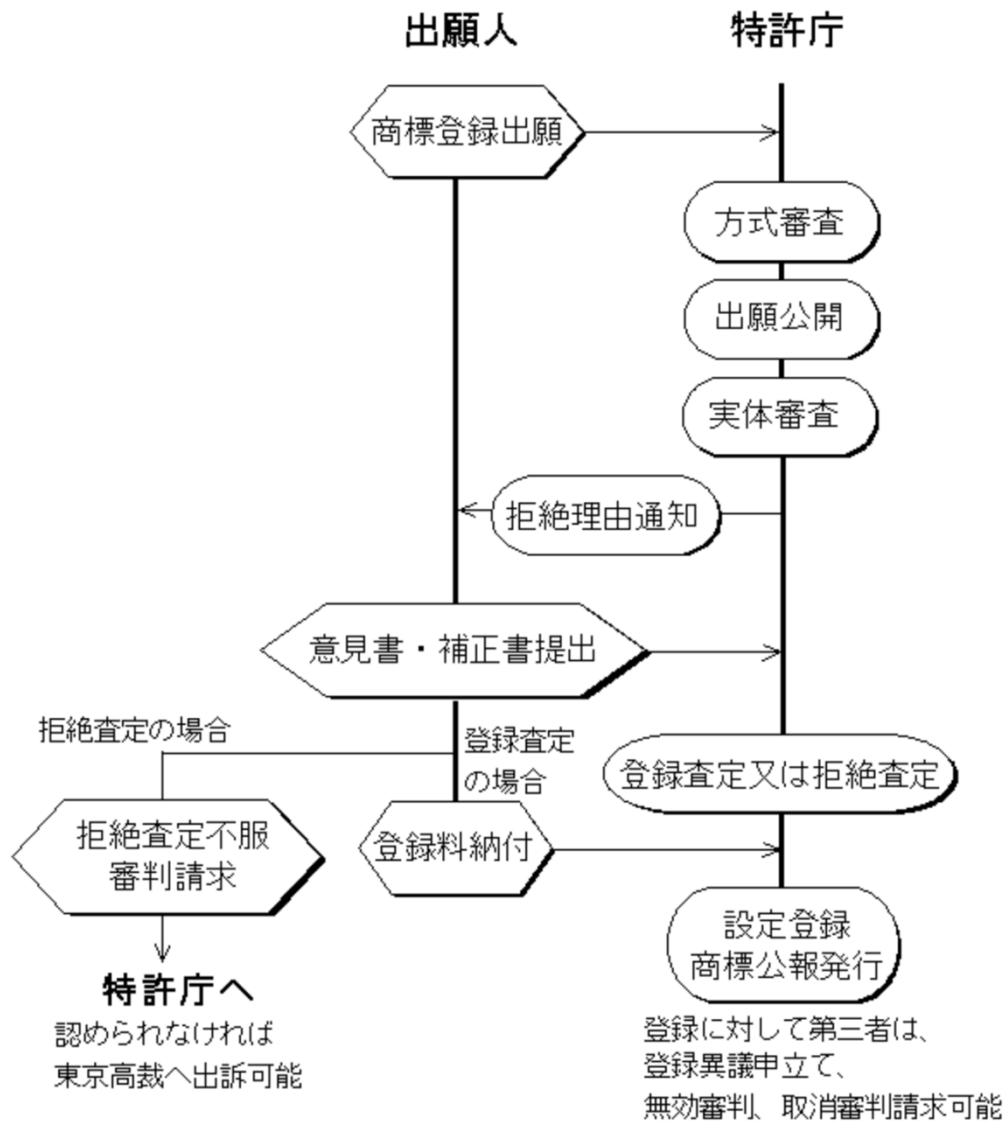 出願人
特許庁
商標登録出願
方式審査
出願公開
実体審査
拒絶理由通知
意見書・補正書提出
拒絶査定の場合
登録査定
の場合
登録査定又は拒絶査定
拒絶査定不服
審判請求
登録料納付
設定登録
商標公報発行
特許庁へ
認められなければ
東京高裁へ出訴可能
登録に対して第三者は、
登録異議申立て、
無効審判、取消審判請求可能